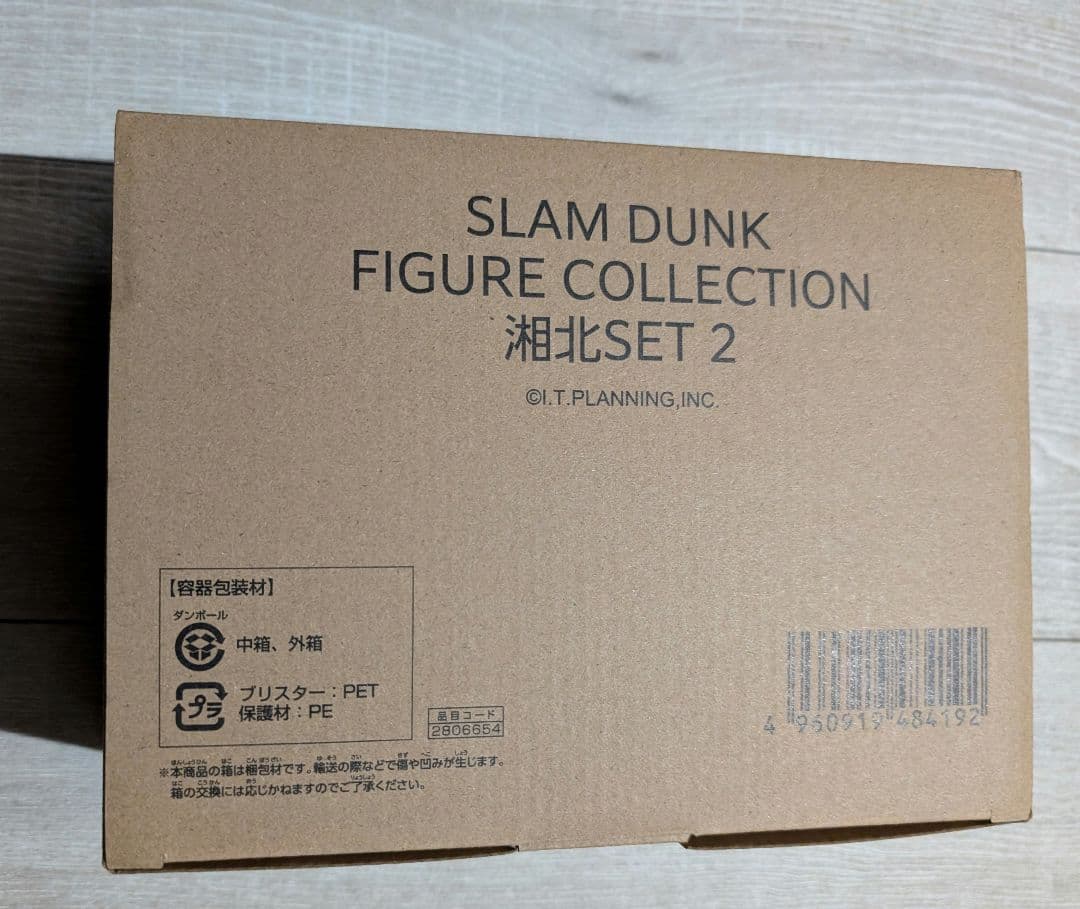 SLAM DUNK
FIGURE COLLECTION
湘北SET 2
©I.T.PLANNING,INC.
【容器包装材】
ダンボール
中箱、外箱
プラ
ブリスター：PET
保護材：PE
品目コード
2806654
4 960919 484192
※本商品の箱は梱包材です。輸送の際などで傷や凹みが生じます。
箱の交換には応じかねますのでご了承ください。